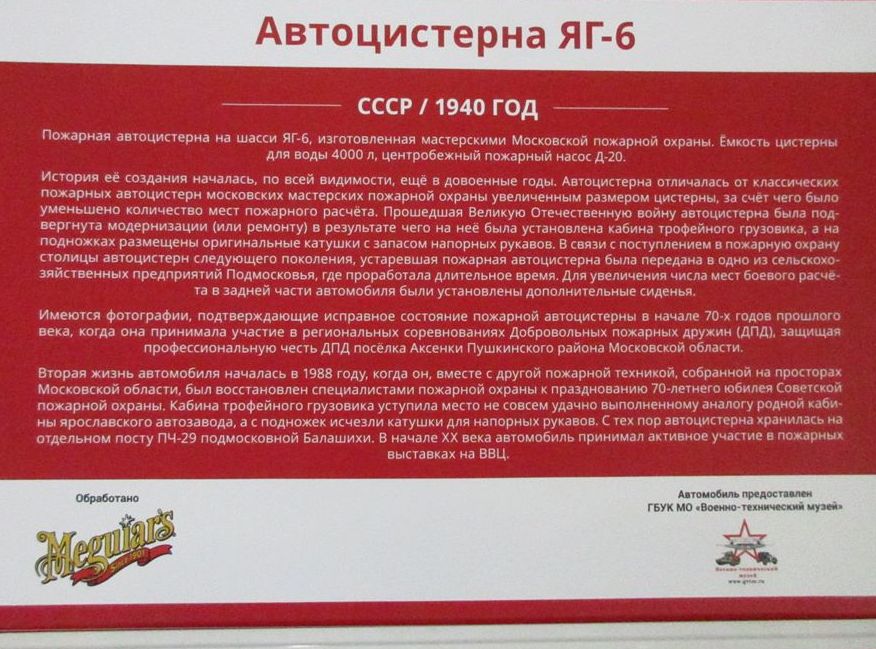 Автоцистерна ЯГ-6
СССР / 1940 ГОД
Пожарная автоцистерна на шасси ЯГ-6, изготовленная мастерскими Московской пожарной охраны. Ёмкость цистерны
для воды 4000 л, центробежный пожарный насос Д-20.
История её создания началась, по всей видимости, ещё в довоенные годы. Автоцистерна отличалась от классических
пожарных автоцистерн московских мастерских пожарной охраны увеличенным размером цистерны, за счёт чего было
уменьшено количество мест пожарного расчёта. Прошедшая Великую Отечественную войну автоцистерна была под-
вергнута модернизации (или ремонту) в результате чего на неё была установлена кабина трофейного грузовика, а на
подножках размещены оригинальные катушки с запасом напорных рукавов. В связи с поступлением в пожарную охрану
столицы автоцистерн следующего поколения, устаревшая пожарная автоцистерна была передана в одно из сельскохо-
зяйственных предприятий Подмосковья, где проработала длительное время. Для увеличения числа мест боевого расчё-
та в задней части автомобиля были установлены дополнительные сиденья.
Имеются фотографии, подтверждающие исправное состояние пожарной автоцистерны в начале 70-х годов прошлого
века, когда она принимала участие в региональных соревнованиях Добровольных пожарных дружин (ДПД), защищая
профессиональную честь ДПД посёлка Аксенки Пушкинского района Московской области.
Вторая жизнь автомобиля началась в 1988 году, когда он, вместе с другой пожарной техникой, собранной на просторах
Московской области, был восстановлен специалистами пожарной охраны к празднованию 70-летнего юбилея Советской
пожарной охраны. Кабина трофейного грузовика уступила место не совсем удачно выполненному аналогу родной каби-
ны ярославского автозавода, а с подножек исчезли катушки для напорных рукавов. С тех пор автоцистерна хранилась на
отдельном посту ПЧ-29 подмосковной Балашихи. В начале XX века автомобиль принимал активное участие в пожарных
выставках на ВВЦ.
Обработано
Meguiar's
SINCE 1901
Автомобиль предоставлен
ГБУК МО «Военно-технический музей»
Военно-технический
музей
www.gvtm.ru